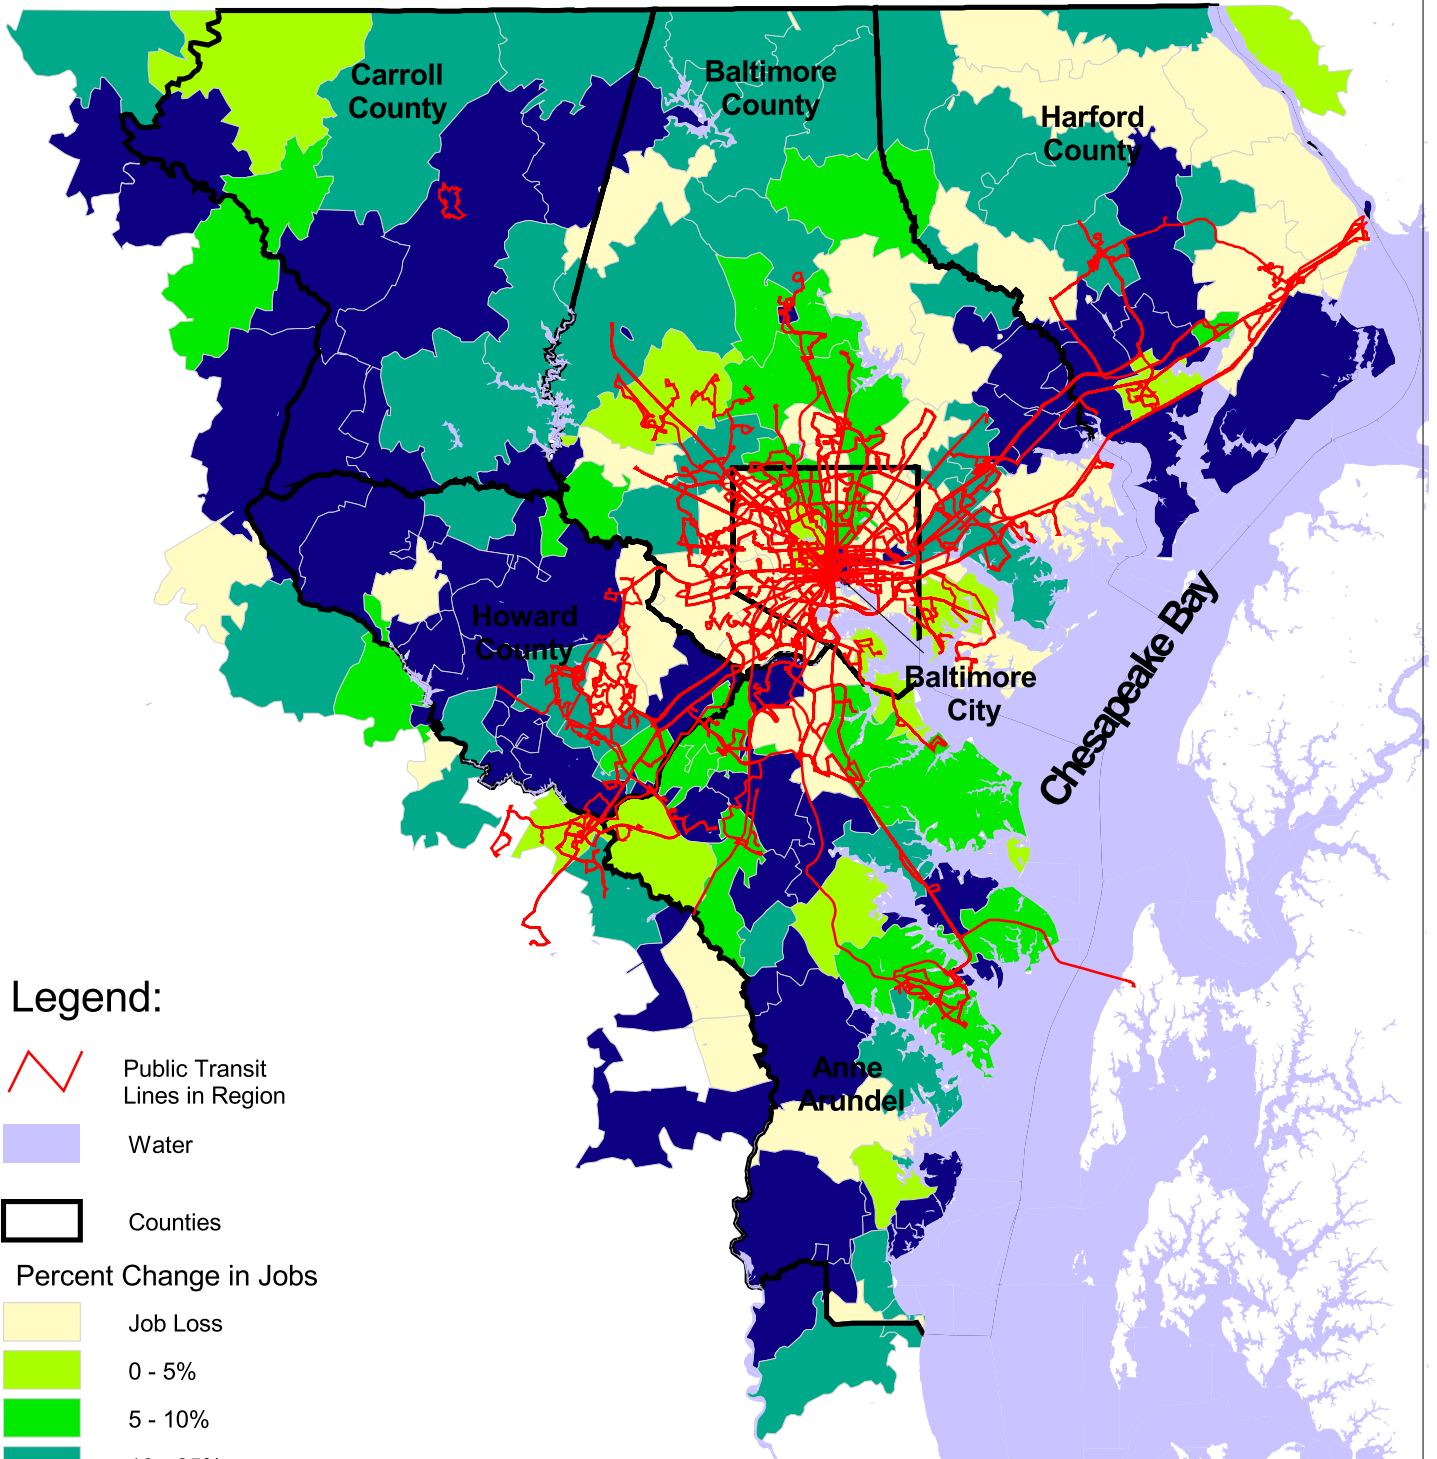 Carroll
County
Baltimore
County
Harford
County
Howard
County
Baltimore
City
Chesapeake Bay
Anne
Arundel
Legend:
Public Transit
Lines in Region
Water
Counties
Percent Change in Jobs
Job Loss
0 - 5%
5 - 10%